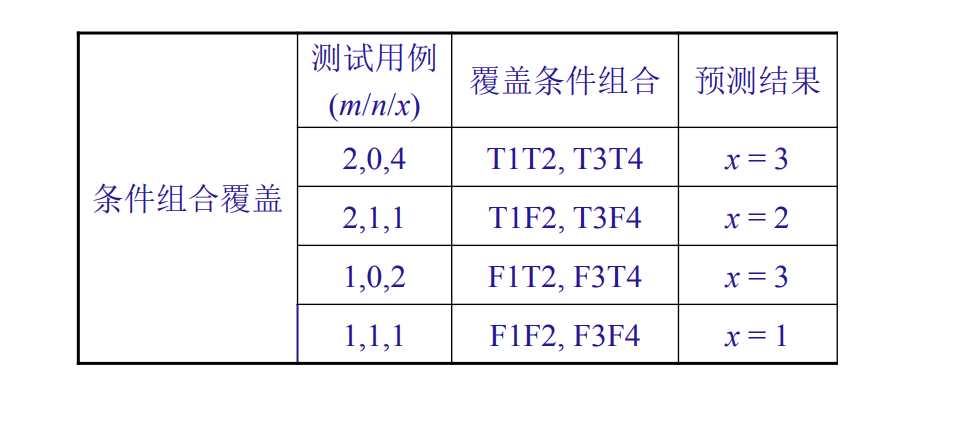 测试用例
(m/n/x)
覆盖条件组合
预测结果
条件组合覆盖
2,0,4
T1T2, T3T4
x = 3
2,1,1
T1F2, T3F4
x = 2
1,0,2
F1T2, F3T4
x = 3
1,1,1
F1F2, F3F4
x = 1